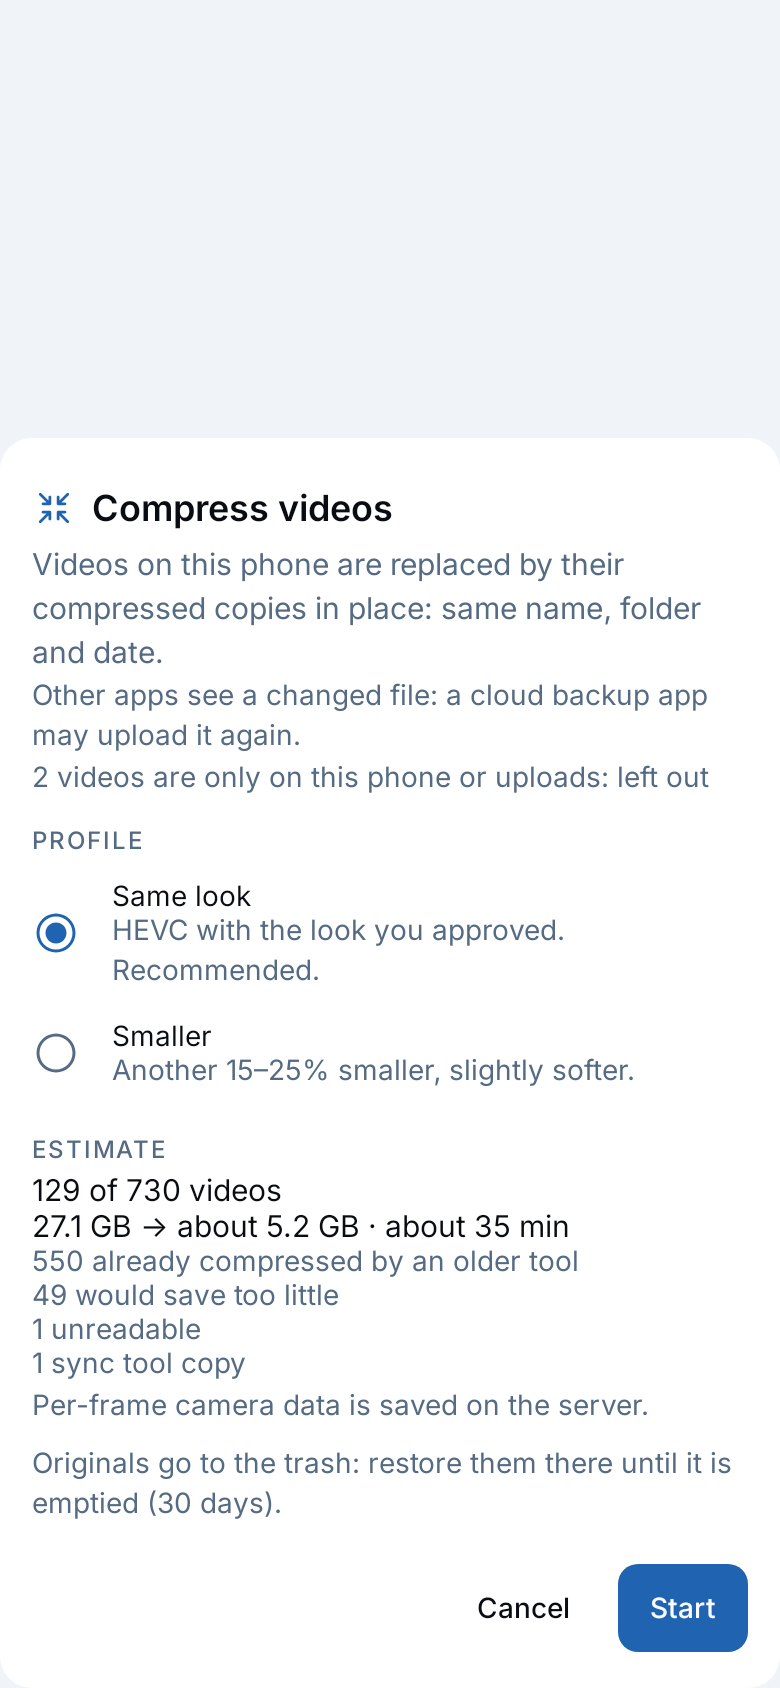 Compress videos
Videos on this phone are replaced by their
compressed copies in place: same name, folder
and date.
Other apps see a changed file: a cloud backup app
may upload it again.
2 videos are only on this phone or uploads: left out
PROFILE
Same look
HEVC with the look you approved.
Recommended.
Smaller
Another 15–25% smaller, slightly softer.
ESTIMATE
129 of 730 videos
27.1 GB → about 5.2 GB · about 35 min
550 already compressed by an older tool
49 would save too little
1 unreadable
1 sync tool copy
Per-frame camera data is saved on the server.
Originals go to the trash: restore them there until it is
emptied (30 days).
Cancel
Start